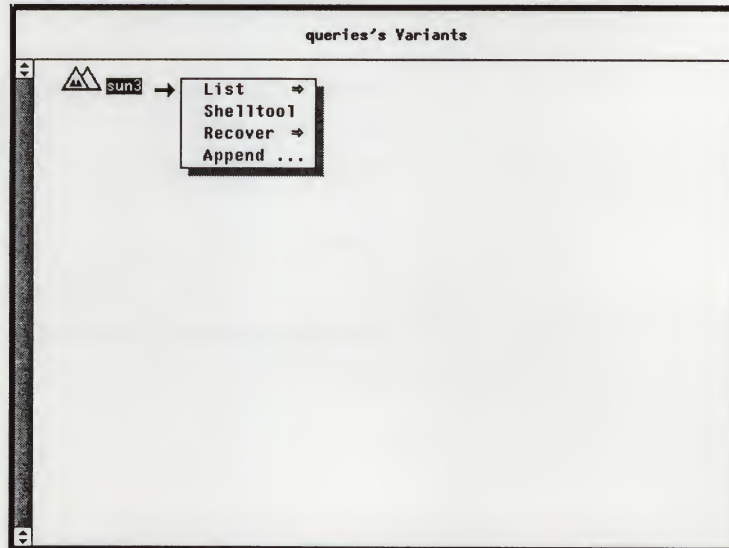 queries's Variants
sun3
List ⇒
Shelltool
Recover ⇒
Append ...